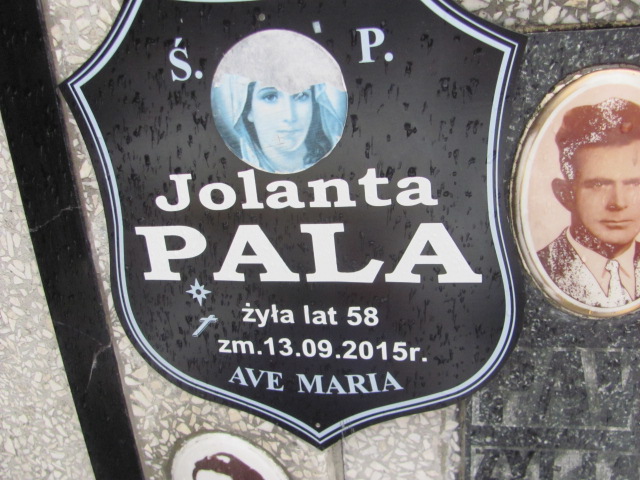 Ś. P.
Jolanta
PALA
żyła lat 58
zm.13.09.2015r.
AVE MARIA